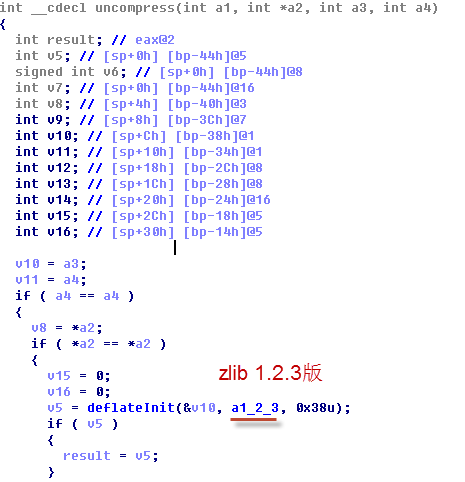 int __cdecl uncompress(int a1, int *a2, int a3, int a4)
{
int result; // eax@2
int v5; // [sp+0h] [bp-44h]@5
signed int v6; // [sp+0h] [bp-44h]@8
int v7; // [sp+0h] [bp-44h]@16
int v8; // [sp+4h] [bp-40h]@3
int v9; // [sp+8h] [bp-3Ch]@7
int v10; // [sp+Ch] [bp-38h]@1
int v11; // [sp+10h] [bp-34h]@1
int v12; // [sp+18h] [bp-2Ch]@8
int v13; // [sp+1Ch] [bp-28h]@8
int v14; // [sp+20h] [bp-24h]@16
int v15; // [sp+2Ch] [bp-18h]@5
int v16; // [sp+30h] [bp-14h]@5
v10 = a3;
v11 = a4;
if ( a4 == a4 )
{
v8 = *a2;
if ( *a2 == *a2 )
{
zlib 1.2.3版
v15 = 0;
v16 = 0;
v5 = deflateInit(&v10, a1_2_3, 0x38u);
if ( v5 )
{
result = v5;
}